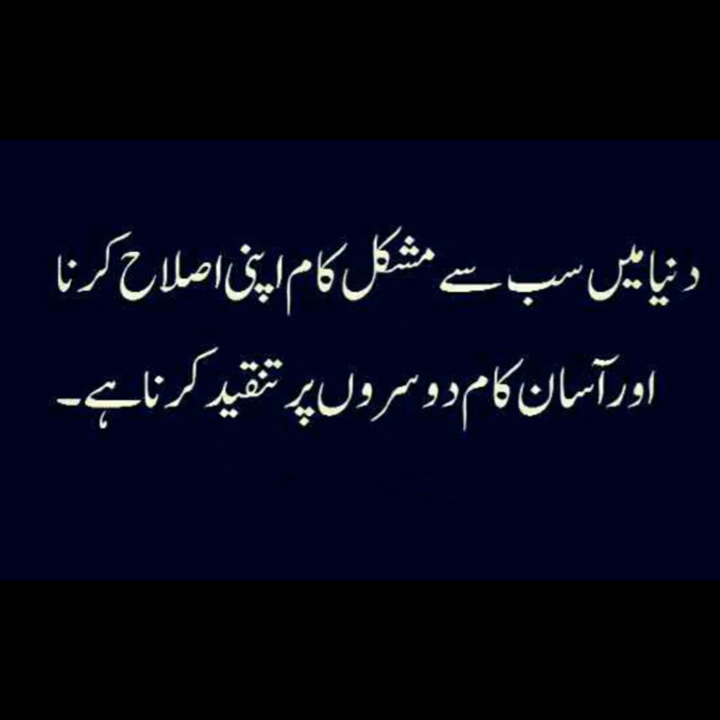 دنیا میں سب سے مشکل کام اپنی اصلاح کرنا
اور آسان کام دوسروں پر تنقید کرنا ہے۔